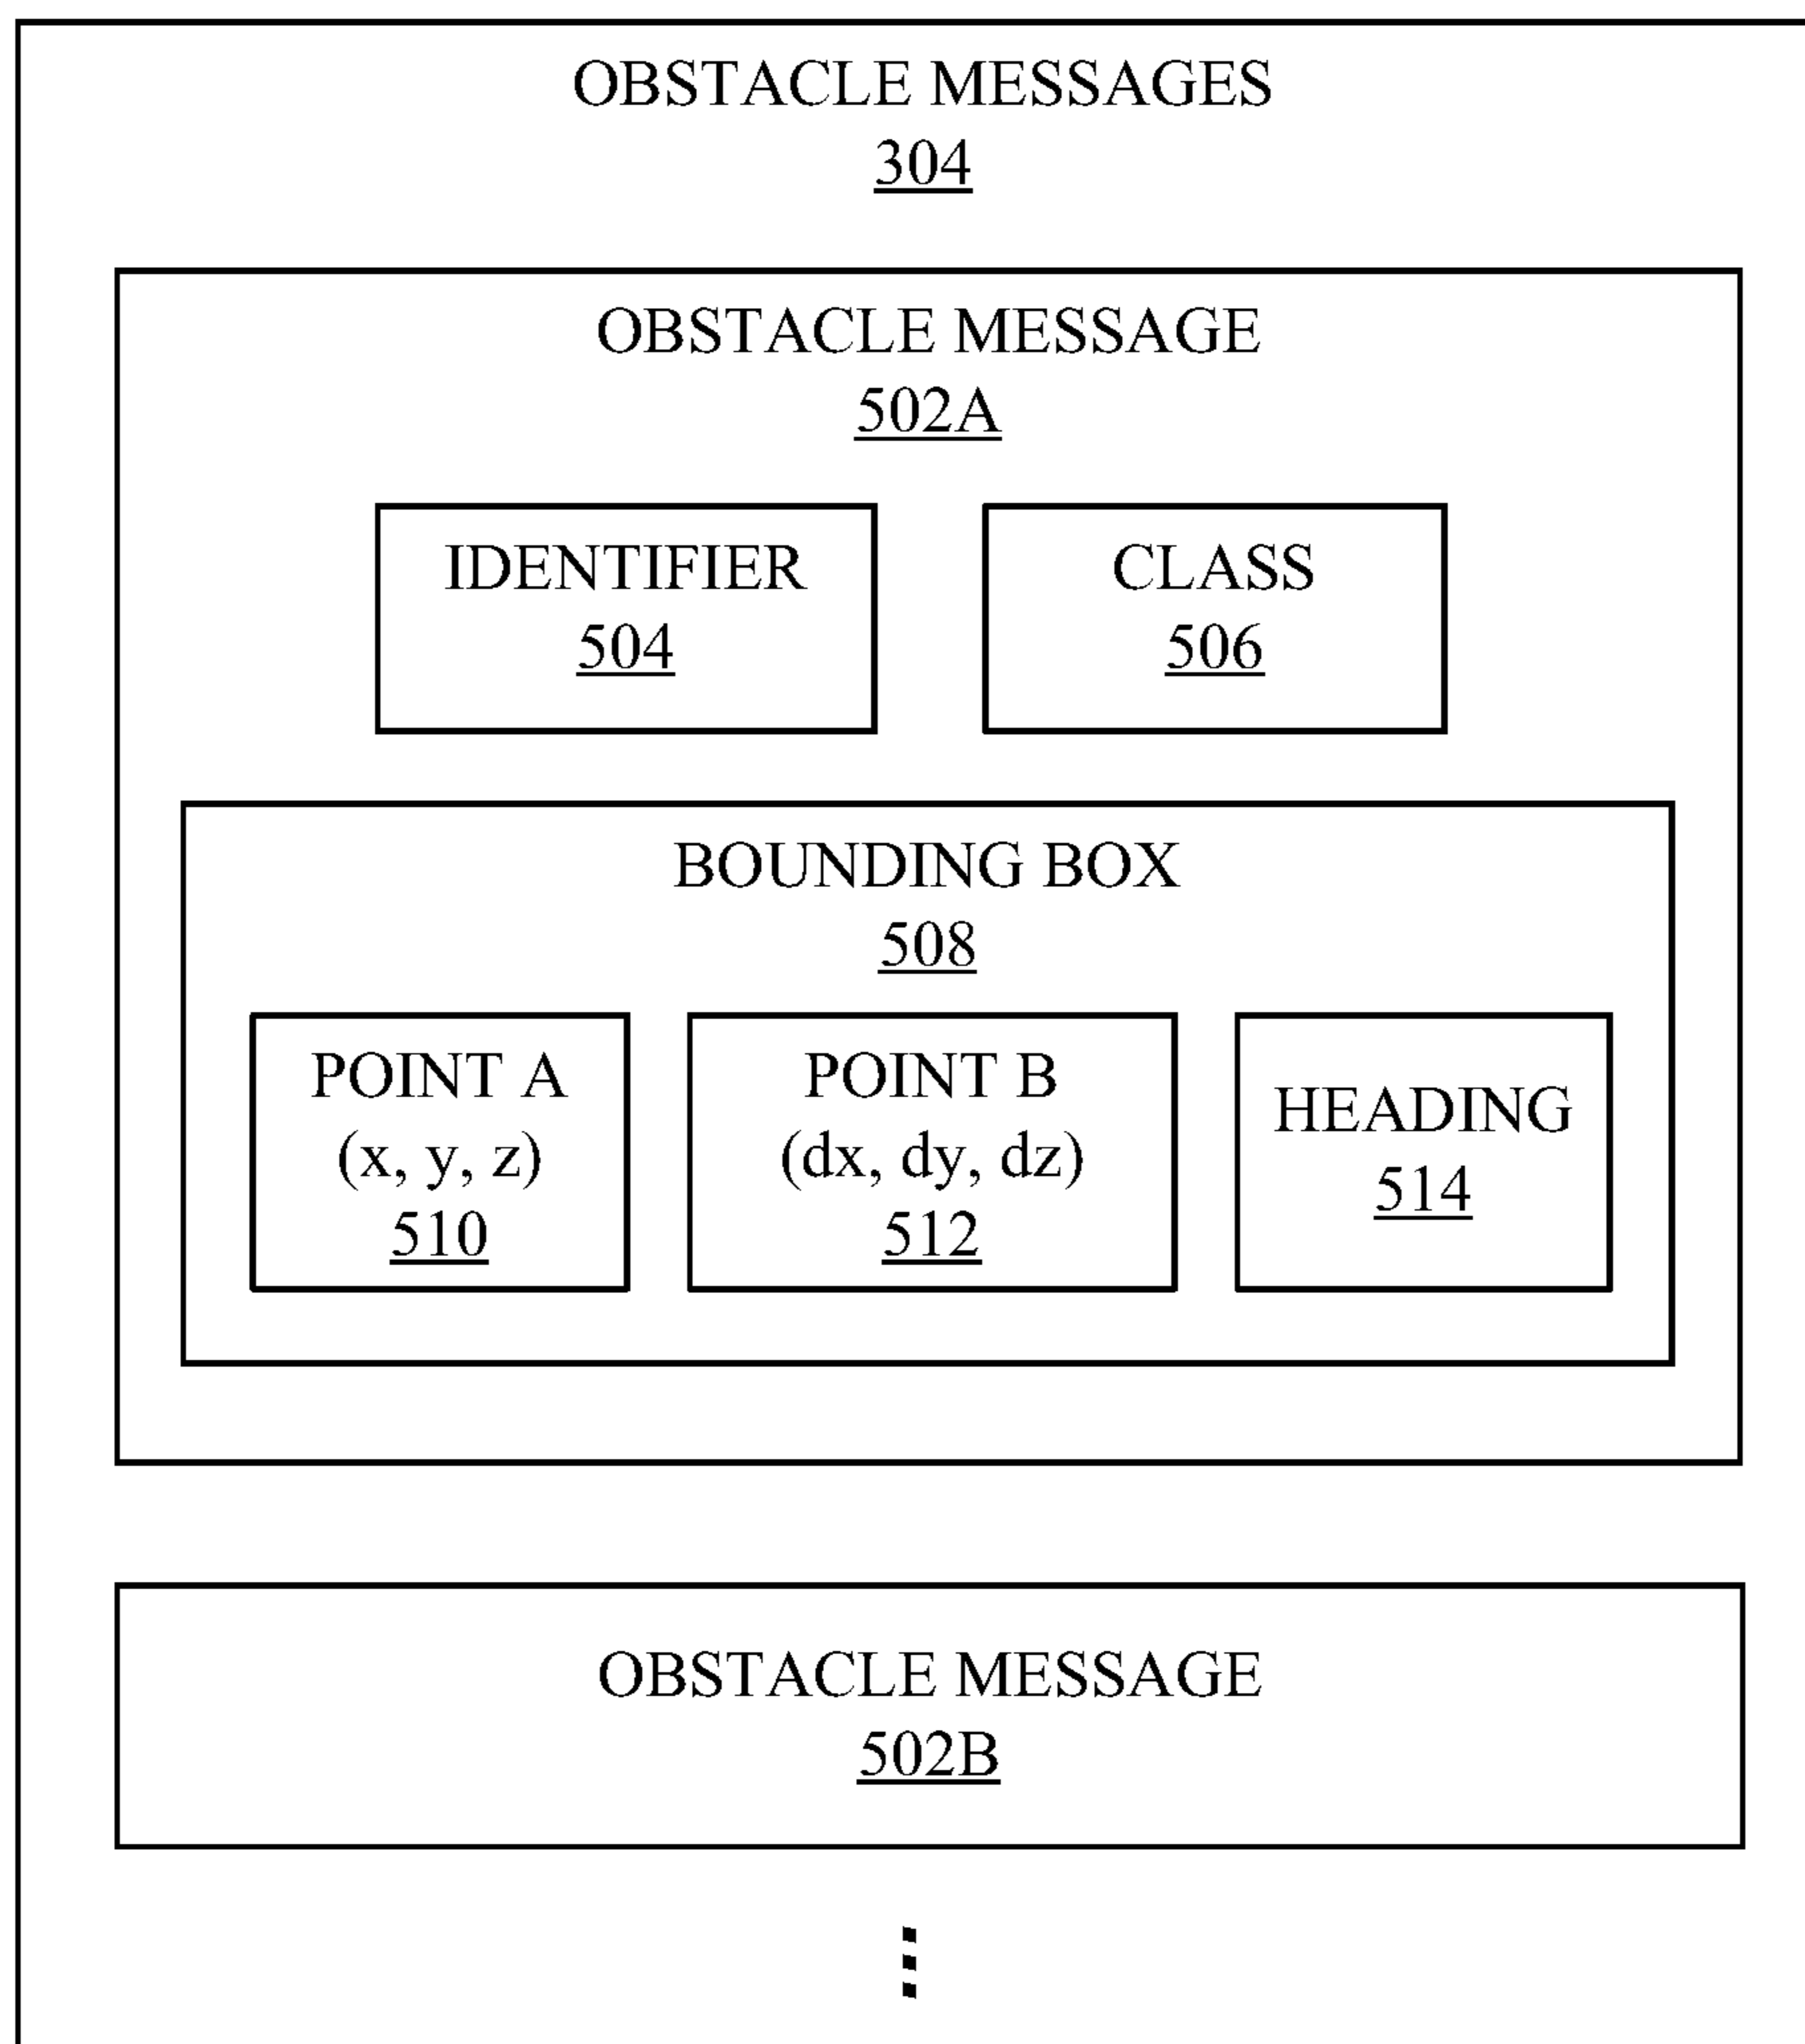 OBSTACLE MESSAGES
304
OBSTACLE MESSAGE
502A
IDENTIFIER
504
CLASS
506
BOUNDING BOX
508
POINT A
(x, y, z)
510
POINT B
(dx, dy, dz)
512
HEADING
514
OBSTACLE MESSAGE
502B